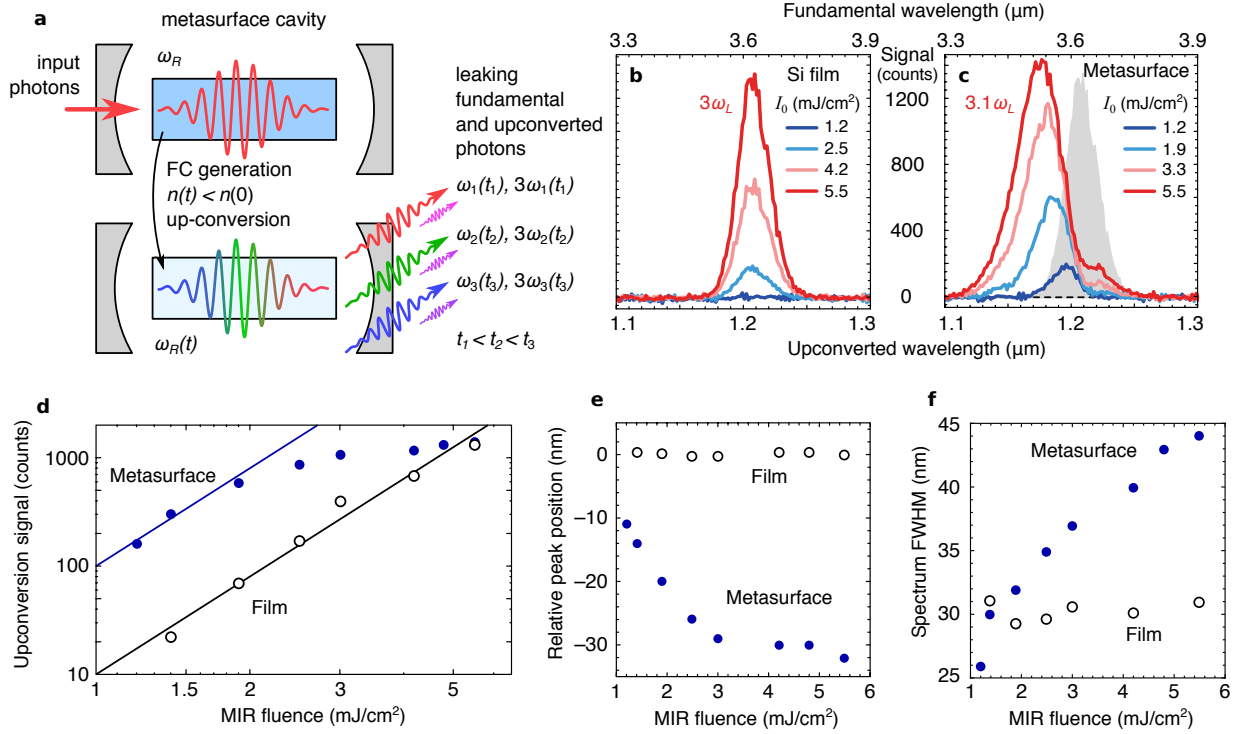 a
metasurface cavity
ω_R
input
photons
FC generation
n(t) < n(0)
up-conversion
ω_R(t)
leaking
fundamental
and upconverted
photons
ω₁(t₁), 3ω₁(t₁)
ω₂(t₂), 3ω₂(t₂)
ω₃(t₃), 3ω₃(t₃)
t₁ < t₂ < t₃
Fundamental wavelength (μm)
3.3 3.6 3.9
3.3 3.6 3.9
b
Si film
3ω_L
I₀ (mJ/cm²)
1.2
2.5
4.2
5.5
1.1 1.2
Signal
(counts)
1200
800
400
0
c
Metasurface
3.1ω_L
I₀ (mJ/cm²)
1.2
1.9
3.3
5.5
1.1 1.2 1.3
Upconverted wavelength (μm)
d
Upconversion signal (counts)
1000
100
10
Metasurface
Film
1 1.5 2 3 5
MIR fluence (mJ/cm²)
e
Relative peak position (nm)
0
−10
−20
−30
Film
Metasurface
1 2 3 4 5 6
MIR fluence (mJ/cm²)
f
Spectrum FWHM (nm)
45
40
35
30
25
Metasurface
Film
1 2 3 4 5 6
MIR fluence (mJ/cm²)